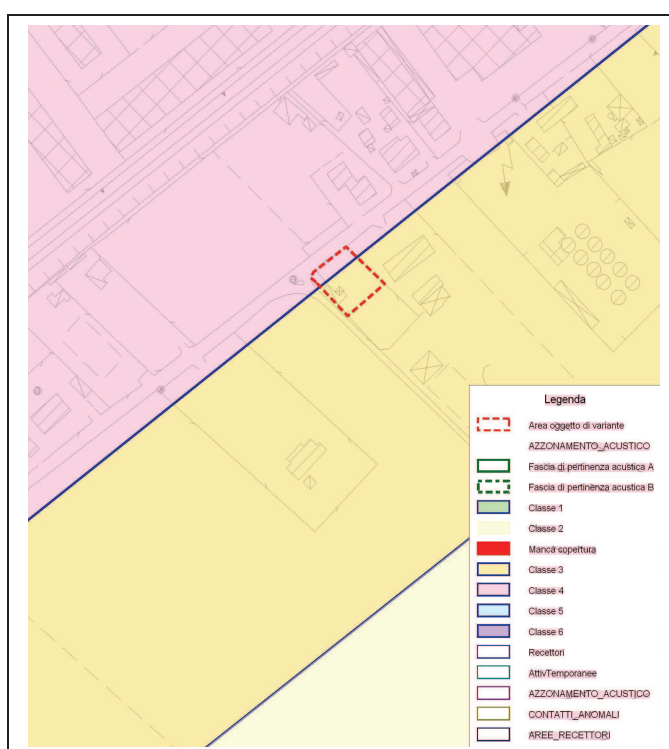 Legenda
Area oggetto di variante
AZZONAMENTO_ACUSTICO
Fascia di pertinenza acustica A
Fascia di pertinenza acustica B
Classe 1
Classe 2
Manca copertura
Classe 3
Classe 4
Classe 5
Classe 6
Recettori
AttivTemporanee
AZZONAMENTO_ACUSTICO
CONTATTI_ANOMALI
AREE_RECETTORI